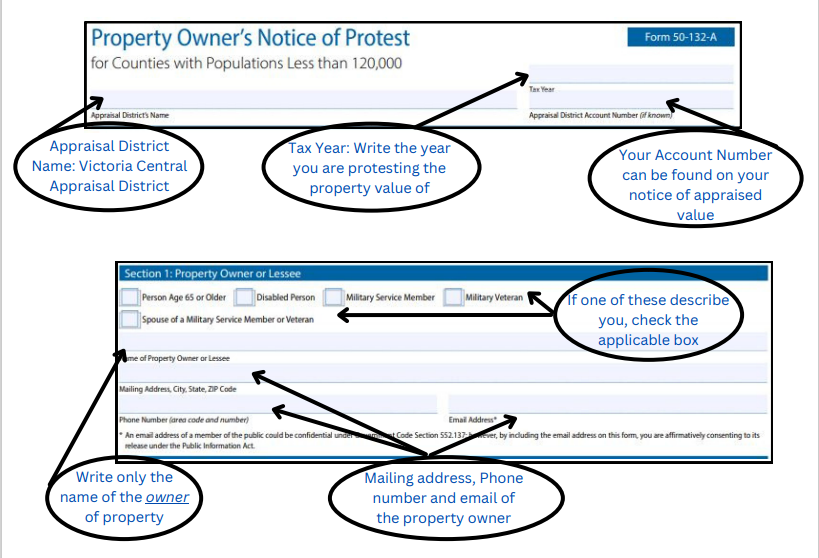 Property Owner's Notice of Protest
Form 50-132-A
for Counties with Populations Less than 120,000
Tax Year
Appraisal District's Name
Appraisal District Account Number (if known)
Appraisal District
Name: Victoria Central
Appraisal District
Tax Year: Write the year
you are protesting the
property value of
Your Account Number
can be found on your
notice of appraised
value
Section 1: Property Owner or Lessee
Person Age 65 or Older
Disabled Person
Military Service Member
Military Veteran
Spouse of a Military Service Member or Veteran
If one of these describe
you, check the
applicable box
Name of Property Owner or Lessee
Mailing Address, City, State, ZIP Code
Phone Number (area code and number)
Email Address*
* An email address of a member of the public could be confidential under Government Code Section 552.137; however, by including the email address on this form, you are affirmatively consenting to its
release under the Public Information Act.
Write only the
name of the owner
of property
Mailing address, Phone
number and email of
the property owner